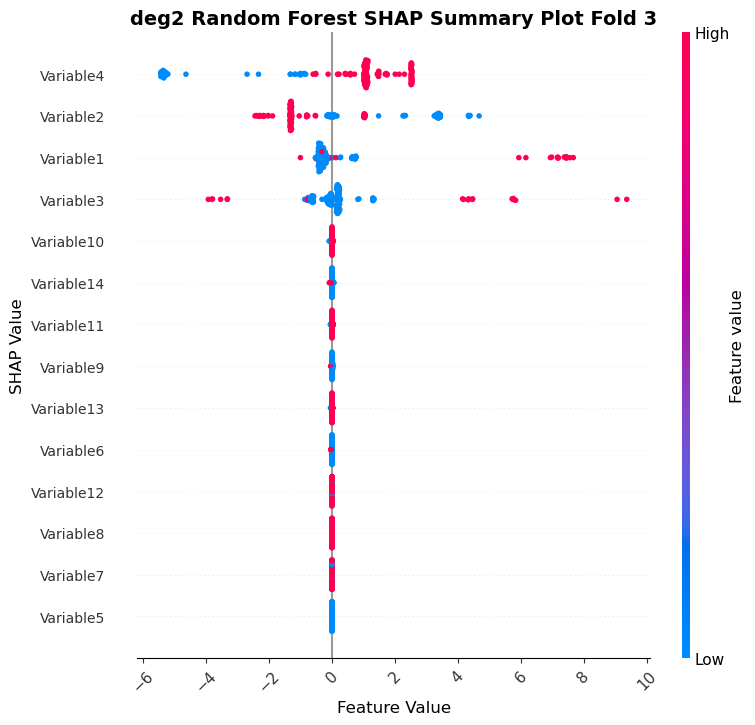 deg2 Random Forest SHAP Summary Plot Fold 3
High
Variable4
Variable2
Variable1
Variable3
Variable10
Variable14
Variable11
Variable9
Variable13
Variable6
Variable12
Variable8
Variable7
Variable5
SHAP Value
Feature value
Low
−6
−4
−2
0
2
4
6
8
10
Feature Value